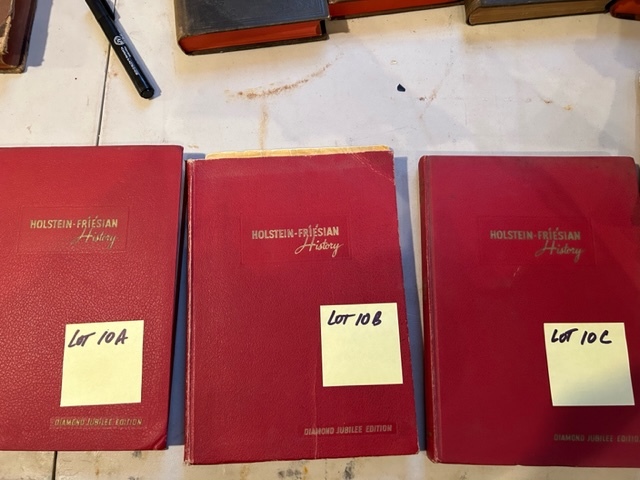 HOLSTEIN-FRIESIAN
History
LOT 10A
DIAMOND JUBILEE EDITION
HOLSTEIN-FRIESIAN
History
LOT 10B
DIAMOND JUBILEE EDITION
HOLSTEIN-FRIESIAN
History
LOT 10C
DIAMOND JUBILEE EDITION